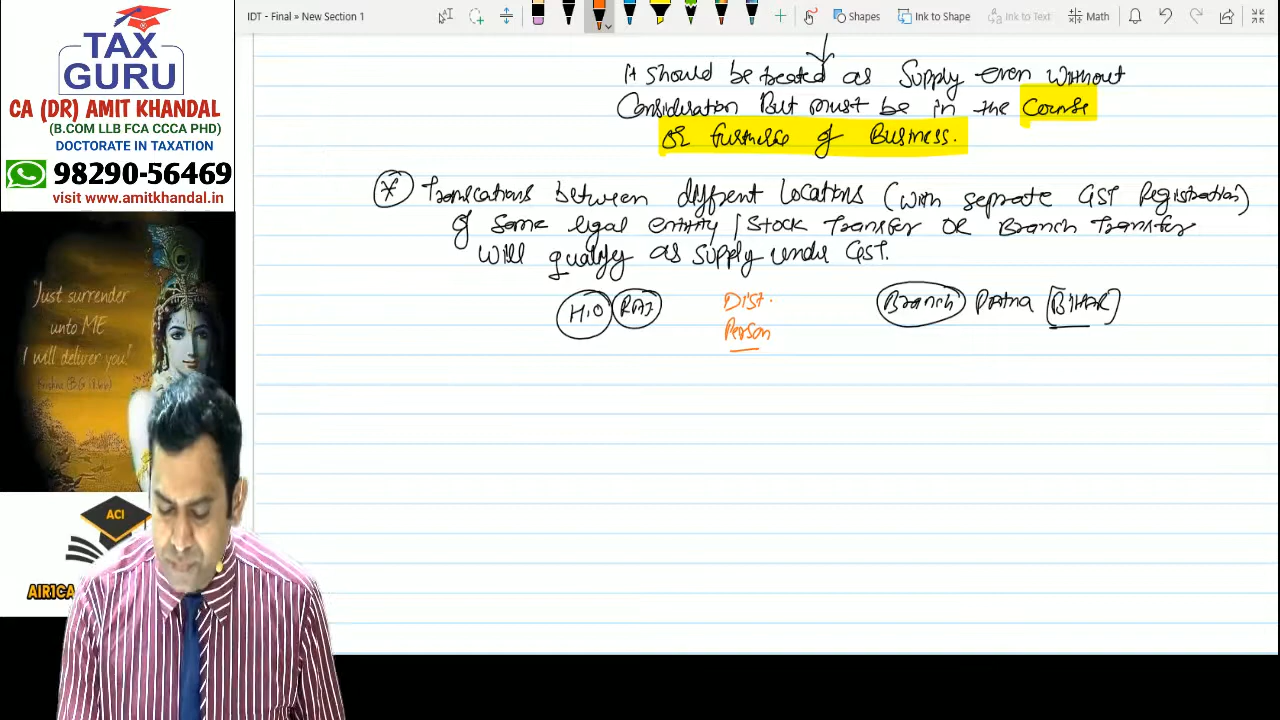 IDT - Final » New Section 1
Shapes
Ink to Shape
Ink to Text
Math
TAX
GURU
CA (DR) AMIT KHANDAL
(B.COM LLB FCA CCCA PHD)
DOCTORATE IN TAXATION
98290-56469
visit www.amitkhandal.in
"Just surrender
unto ME
I will deliver you!"
ACI
AIR1CA
It should be treated as Supply even without
Consideration But must be in the course
or furtherance of Business.
Transcations between diffrent locations (with seprate GST Registration)
of same legal entity / Stock Transfer OR Branch Transfer
will qualify as supply under GST.
H.O RAJ Dist. Branch Patna [BIHAR]
Person